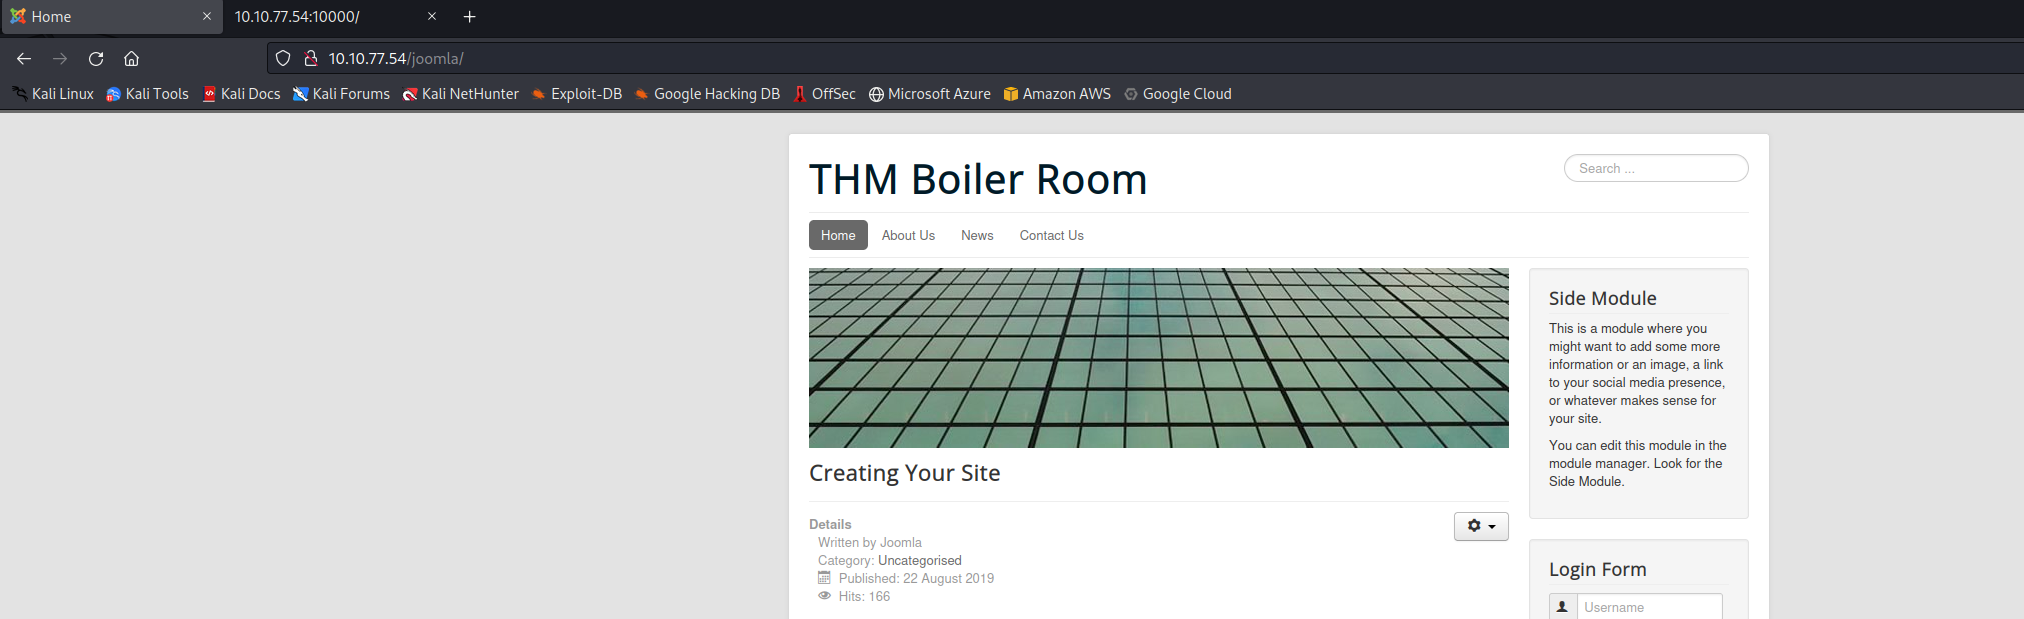 Home
10.10.77.54:10000/
10.10.77.54/joomla/
Kali Linux Kali Tools Kali Docs Kali Forums Kali NetHunter Exploit-DB Google Hacking DB OffSec Microsoft Azure Amazon AWS Google Cloud
THM Boiler Room
Search ...
Home About Us News Contact Us
Creating Your Site
Details
Written by Joomla
Category: Uncategorised
Published: 22 August 2019
Hits: 166
Side Module
This is a module where you
might want to add some more
information or an image, a link
to your social media presence,
or whatever makes sense for
your site.
You can edit this module in the
module manager. Look for the
Side Module.
Login Form
Username